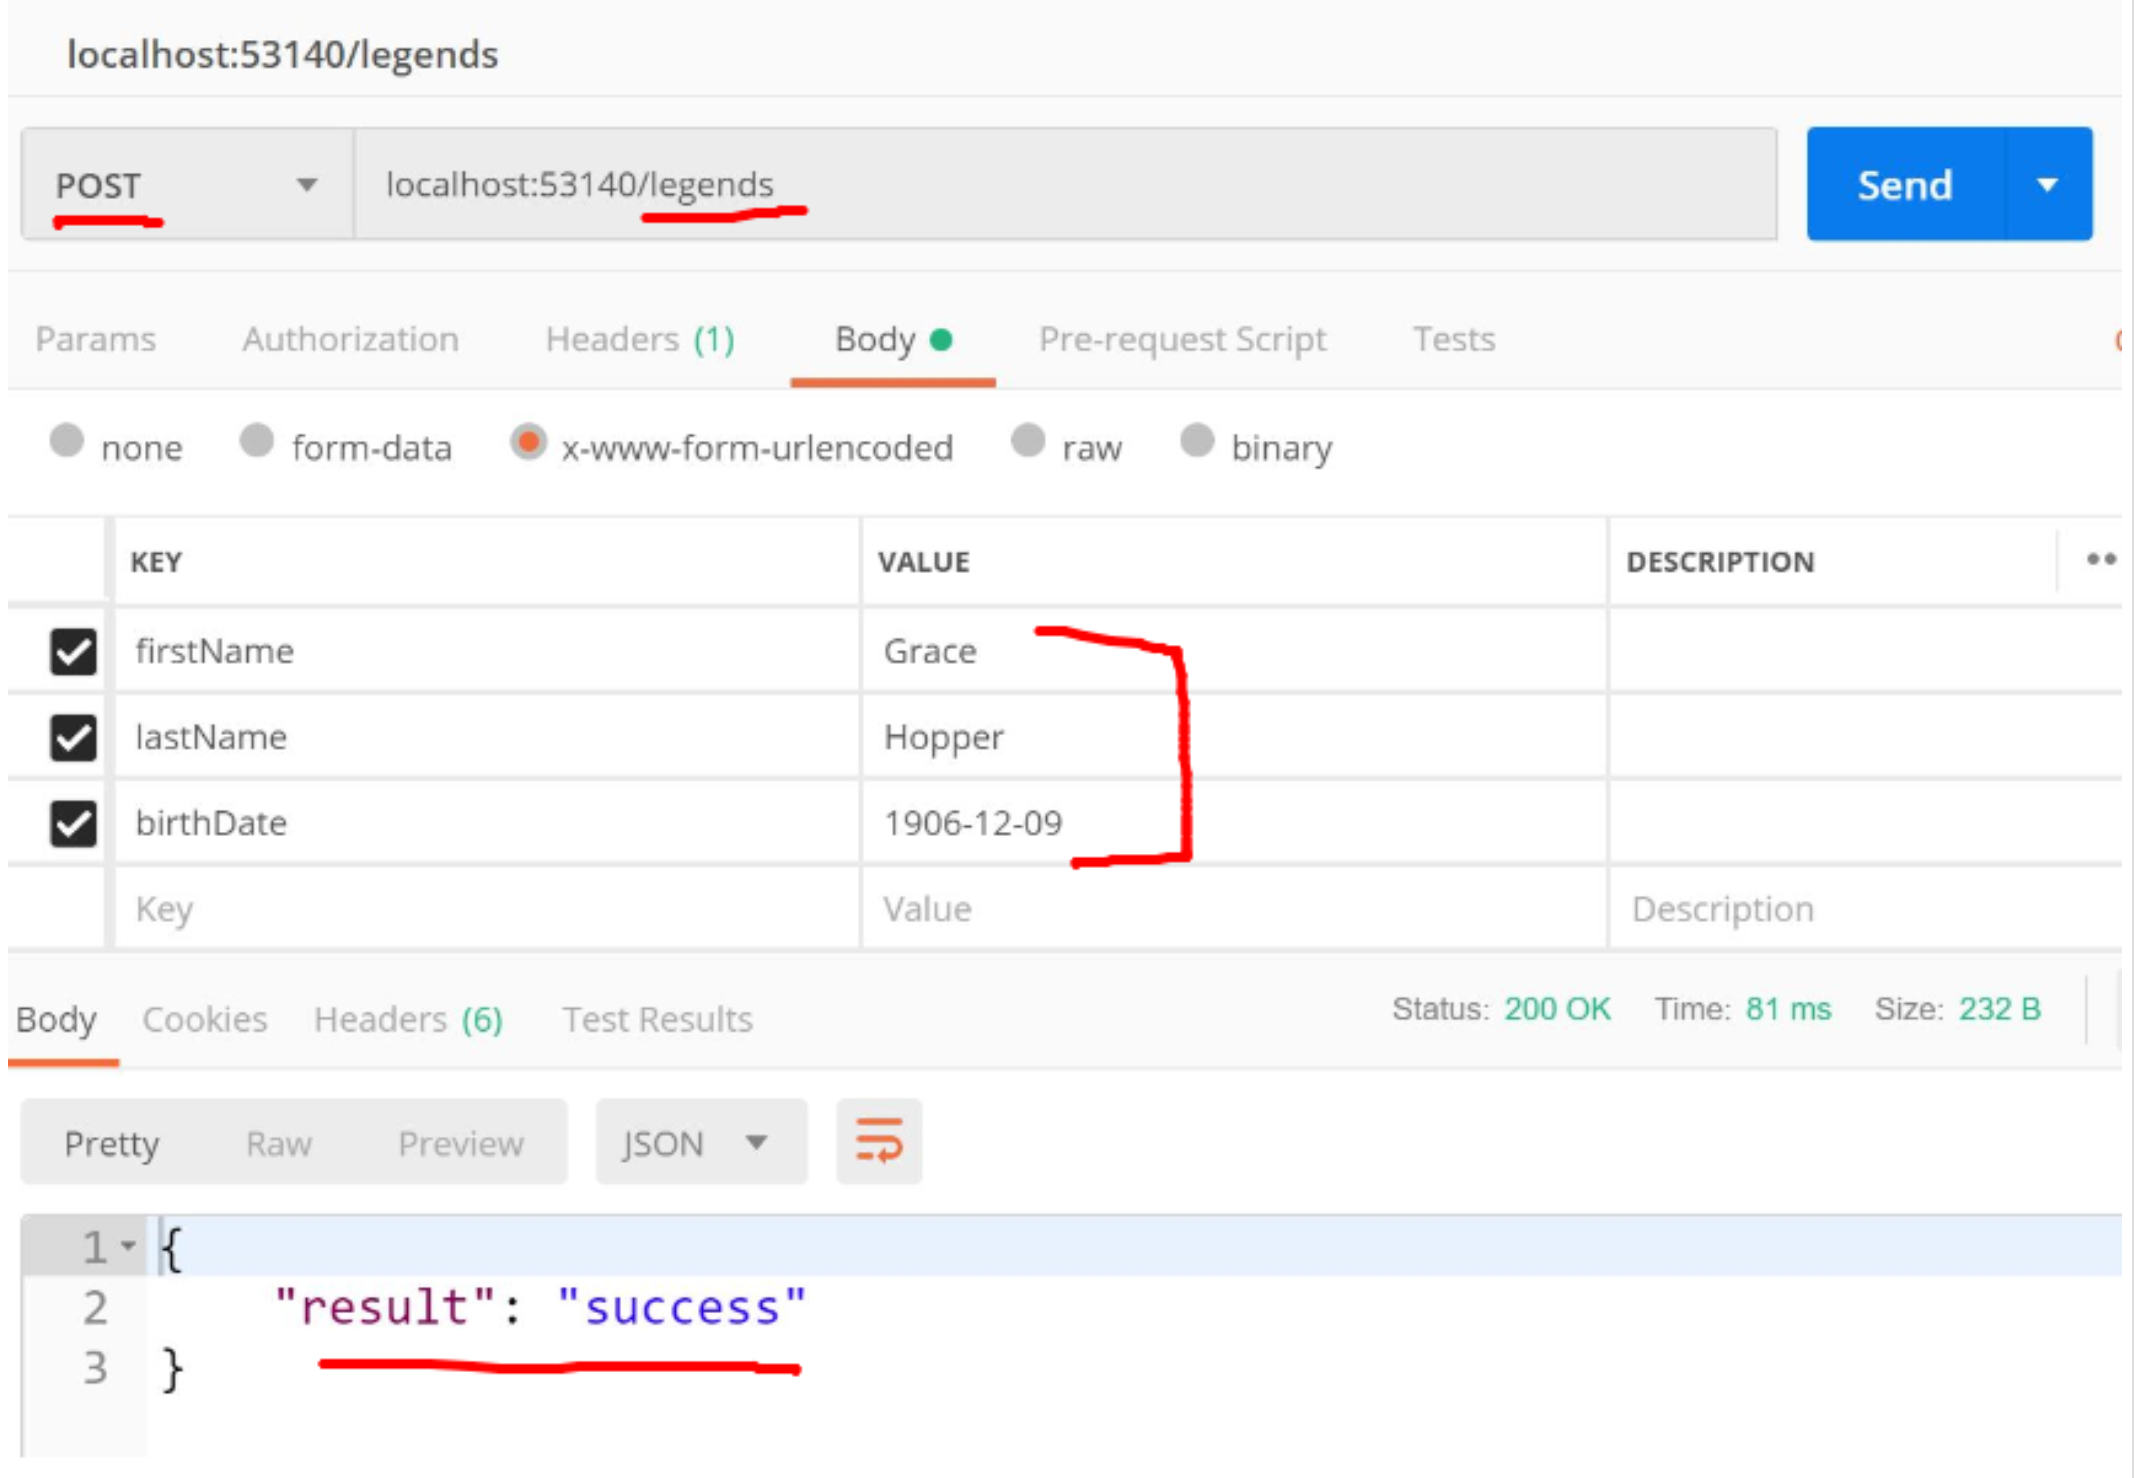 localhost:53140/legends
POST localhost:53140/legends Send
Params Authorization Headers (1) Body Pre-request Script Tests
none form-data x-www-form-urlencoded raw binary
KEY VALUE DESCRIPTION
firstName Grace
lastName Hopper
birthDate 1906-12-09
Key Value Description
Body Cookies Headers (6) Test Results Status: 200 OK Time: 81 ms Size: 232 B
Pretty Raw Preview JSON
1 {
2 "result": "success"
3 }